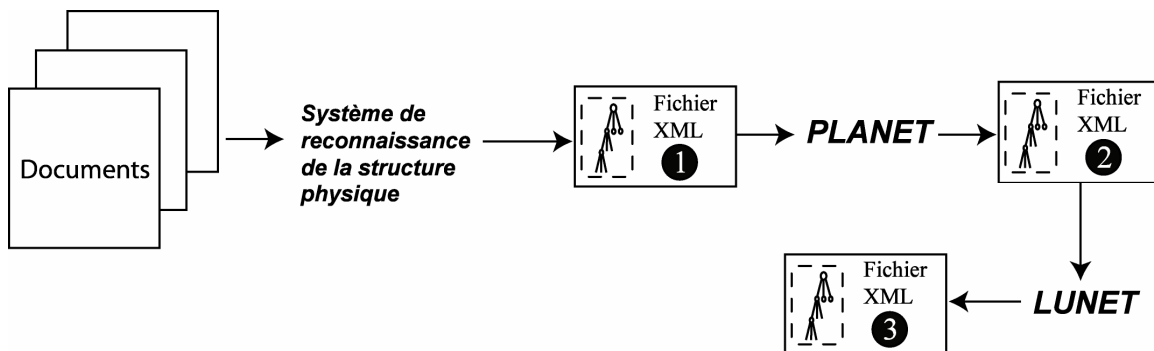 Documents
Système de
reconnaissance
de la structure
physique
Fichier
XML
1
PLANET
Fichier
XML
2
LUNET
Fichier
XML
3